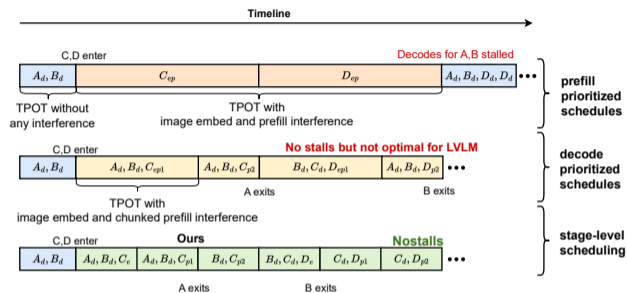 Timeline
C,D enter
Decodes for A,B stalled
A_d, B_d
C_ep
D_ep
A_d, B_d, D_d, D_d
•••
TPOT without
any interference
TPOT with
image embed and prefill interference
prefill
prioritized
schedules
C,D enter
No stalls but not optimal for LVLM
A_d, B_d
A_d, B_d, C_ep1
A_d, B_d, C_p2
B_d, C_d, D_ep1
A_d, B_d, D_p2
•••
A exits
B exits
TPOT with
image embed and chunked prefill interference
decode
prioritized
schedules
C,D enter
Ours
Nostalls
A_d, B_d
A_d, B_d, C_e
A_d, B_d, C_p1
B_d, C_p2
B_d, C_d, D_e
C_d, D_p1
C_d, D_p2
•••
A exits
B exits
stage-level
scheduling